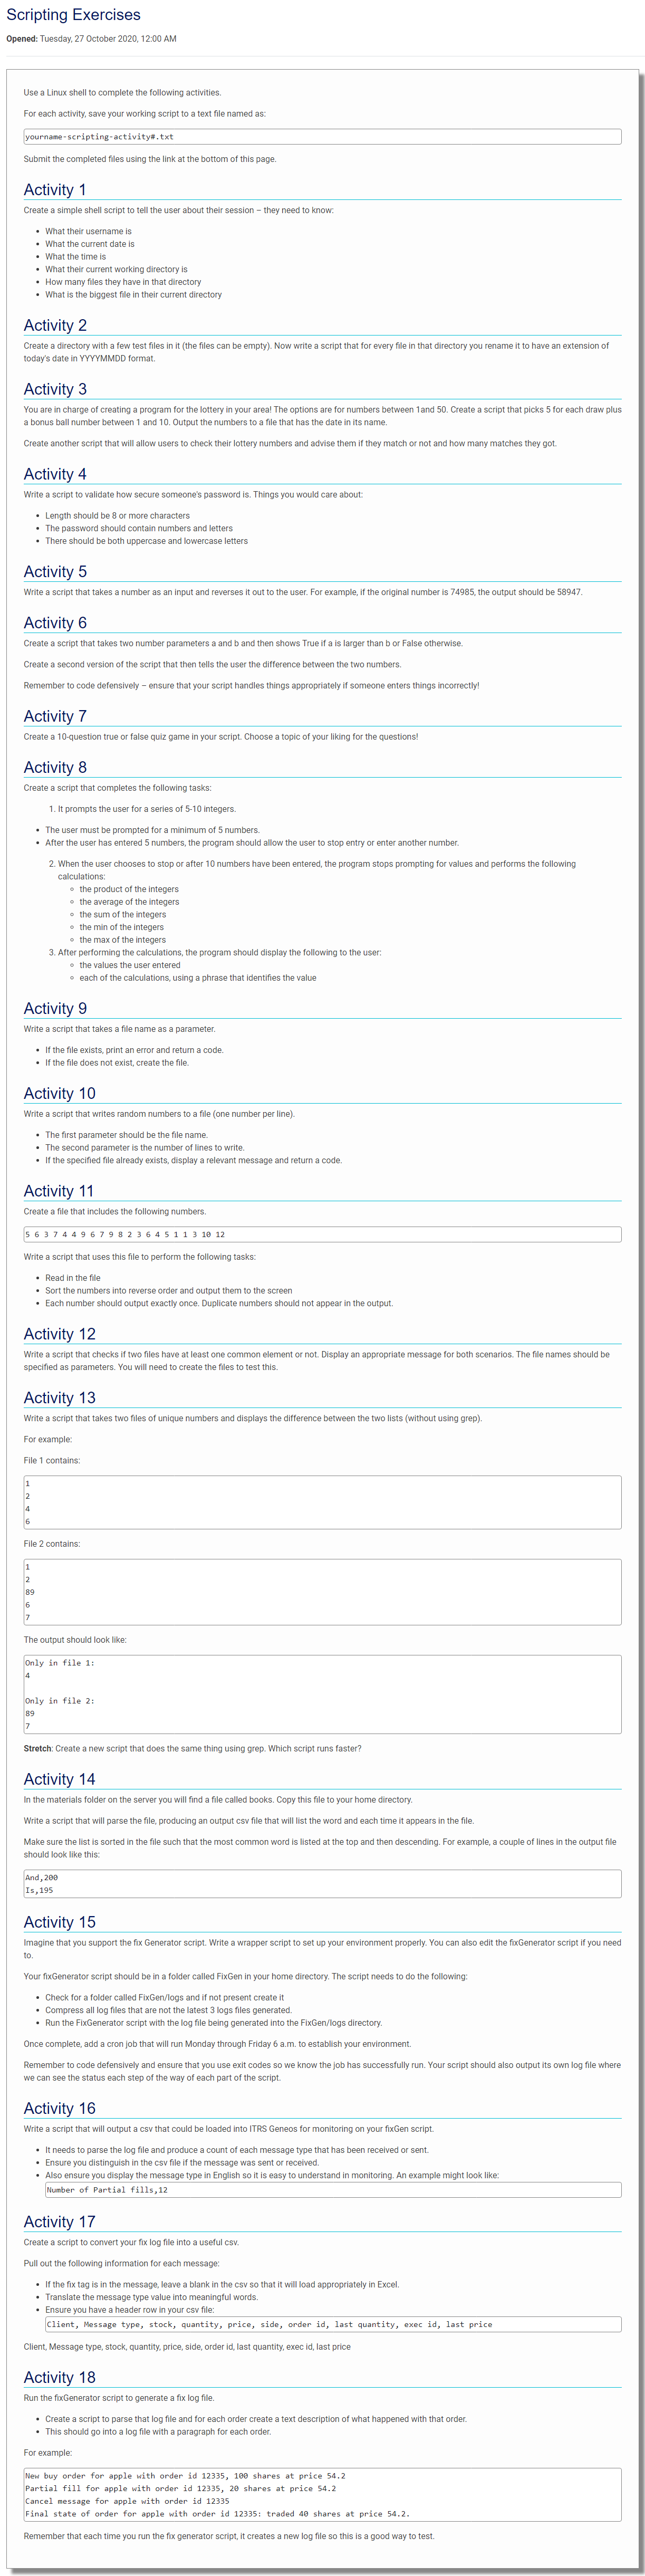 Scripting Exercises
Opened: Tuesday, 27 October 2020, 12:00 AM
Use a Linux shell to complete the following activities.
For each activity, save your working script to a text file named as:
yourname-scripting-activity#.txt
Submit the completed files using the link at the bottom of this page.
Activity 1
Create a simple shell script to tell the user about their session – they need to know:
• What their username is
• What the current date is
• What the time is
• What their current working directory is
• How many files they have in that directory
• What is the biggest file in their current directory
Activity 2
Create a directory with a few test files in it (the files can be empty). Now write a script that for every file in that directory you rename it to have an extension of
today's date in YYYYMMDD format.
Activity 3
You are in charge of creating a program for the lottery in your area! The options are for numbers between 1and 50. Create a script that picks 5 for each draw plus
a bonus ball number between 1 and 10. Output the numbers to a file that has the date in its name.
Create another script that will allow users to check their lottery numbers and advise them if they match or not and how many matches they got.
Activity 4
Write a script to validate how secure someone's password is. Things you would care about:
• Length should be 8 or more characters
• The password should contain numbers and letters
• There should be both uppercase and lowercase letters
Activity 5
Write a script that takes a number as an input and reverses it out to the user. For example, if the original number is 74985, the output should be 58947.
Activity 6
Create a script that takes two number parameters a and b and then shows True if a is larger than b or False otherwise.
Create a second version of the script that then tells the user the difference between the two numbers.
Remember to code defensively – ensure that your script handles things appropriately if someone enters things incorrectly!
Activity 7
Create a 10-question true or false quiz game in your script. Choose a topic of your liking for the questions!
Activity 8
Create a script that completes the following tasks:
1. It prompts the user for a series of 5-10 integers.
• The user must be prompted for a minimum of 5 numbers.
• After the user has entered 5 numbers, the program should allow the user to stop entry or enter another number.
2. When the user chooses to stop or after 10 numbers have been entered, the program stops prompting for values and performs the following
calculations:
◦ the product of the integers
◦ the average of the integers
◦ the sum of the integers
◦ the min of the integers
◦ the max of the integers
3. After performing the calculations, the program should display the following to the user:
◦ the values the user entered
◦ each of the calculations, using a phrase that identifies the value
Activity 9
Write a script that takes a file name as a parameter.
• If the file exists, print an error and return a code.
• If the file does not exist, create the file.
Activity 10
Write a script that writes random numbers to a file (one number per line).
• The first parameter should be the file name.
• The second parameter is the number of lines to write.
• If the specified file already exists, display a relevant message and return a code.
Activity 11
Create a file that includes the following numbers.
5 6 3 7 4 4 9 6 7 9 8 2 3 6 4 5 1 1 3 10 12
Write a script that uses this file to perform the following tasks:
• Read in the file
• Sort the numbers into reverse order and output them to the screen
• Each number should output exactly once. Duplicate numbers should not appear in the output.
Activity 12
Write a script that checks if two files have at least one common element or not. Display an appropriate message for both scenarios. The file names should be
specified as parameters. You will need to create the files to test this.
Activity 13
Write a script that takes two files of unique numbers and displays the difference between the two lists (without using grep).
For example:
File 1 contains:
1
2
4
6
File 2 contains:
1
2
89
6
7
The output should look like:
Only in file 1:
4
Only in file 2:
89
7
Stretch: Create a new script that does the same thing using grep. Which script runs faster?
Activity 14
In the materials folder on the server you will find a file called books. Copy this file to your home directory.
Write a script that will parse the file, producing an output csv file that will list the word and each time it appears in the file.
Make sure the list is sorted in the file such that the most common word is listed at the top and then descending. For example, a couple of lines in the output file
should look like this:
And,200
Is,195
Activity 15
Imagine that you support the fix Generator script. Write a wrapper script to set up your environment properly. You can also edit the fixGenerator script if you need
to.
Your fixGenerator script should be in a folder called FixGen in your home directory. The script needs to do the following:
• Check for a folder called FixGen/logs and if not present create it
• Compress all log files that are not the latest 3 logs files generated.
• Run the FixGenerator script with the log file being generated into the FixGen/logs directory.
Once complete, add a cron job that will run Monday through Friday 6 a.m. to establish your environment.
Remember to code defensively and ensure that you use exit codes so we know the job has successfully run. Your script should also output its own log file where
we can see the status each step of the way of each part of the script.
Activity 16
Write a script that will output a csv that could be loaded into ITRS Geneos for monitoring on your fixGen script.
• It needs to parse the log file and produce a count of each message type that has been received or sent.
• Ensure you distinguish in the csv file if the message was sent or received.
• Also ensure you display the message type in English so it is easy to understand in monitoring. An example might look like:
Number of Partial fills,12
Activity 17
Create a script to convert your fix log file into a useful csv.
Pull out the following information for each message:
• If the fix tag is in the message, leave a blank in the csv so that it will load appropriately in Excel.
• Translate the message type value into meaningful words.
• Ensure you have a header row in your csv file:
Client, Message type, stock, quantity, price, side, order id, last quantity, exec id, last price
Client, Message type, stock, quantity, price, side, order id, last quantity, exec id, last price
Activity 18
Run the fixGenerator script to generate a fix log file.
• Create a script to parse that log file and for each order create a text description of what happened with that order.
• This should go into a log file with a paragraph for each order.
For example:
New buy order for apple with order id 12335, 100 shares at price 54.2
Partial fill for apple with order id 12335, 20 shares at price 54.2
Cancel message for apple with order id 12335
Final state of order for apple with order id 12335: traded 40 shares at price 54.2.
Remember that each time you run the fix generator script, it creates a new log file so this is a good way to test.